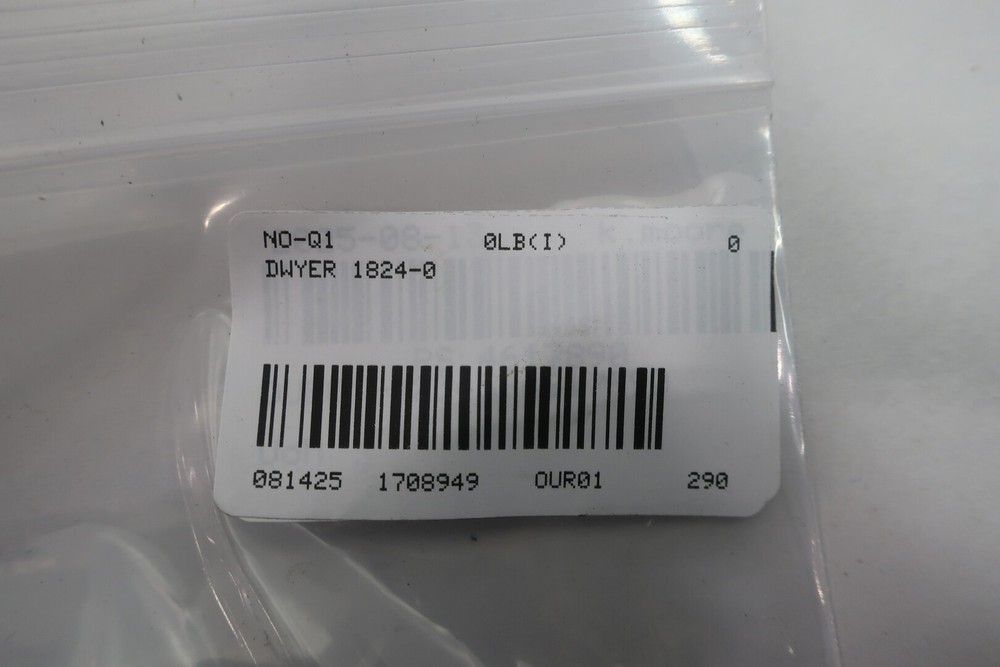 NO-Q1 0LB(I) 0
DWYER 1824-0
081425 1708949 OUR01 290